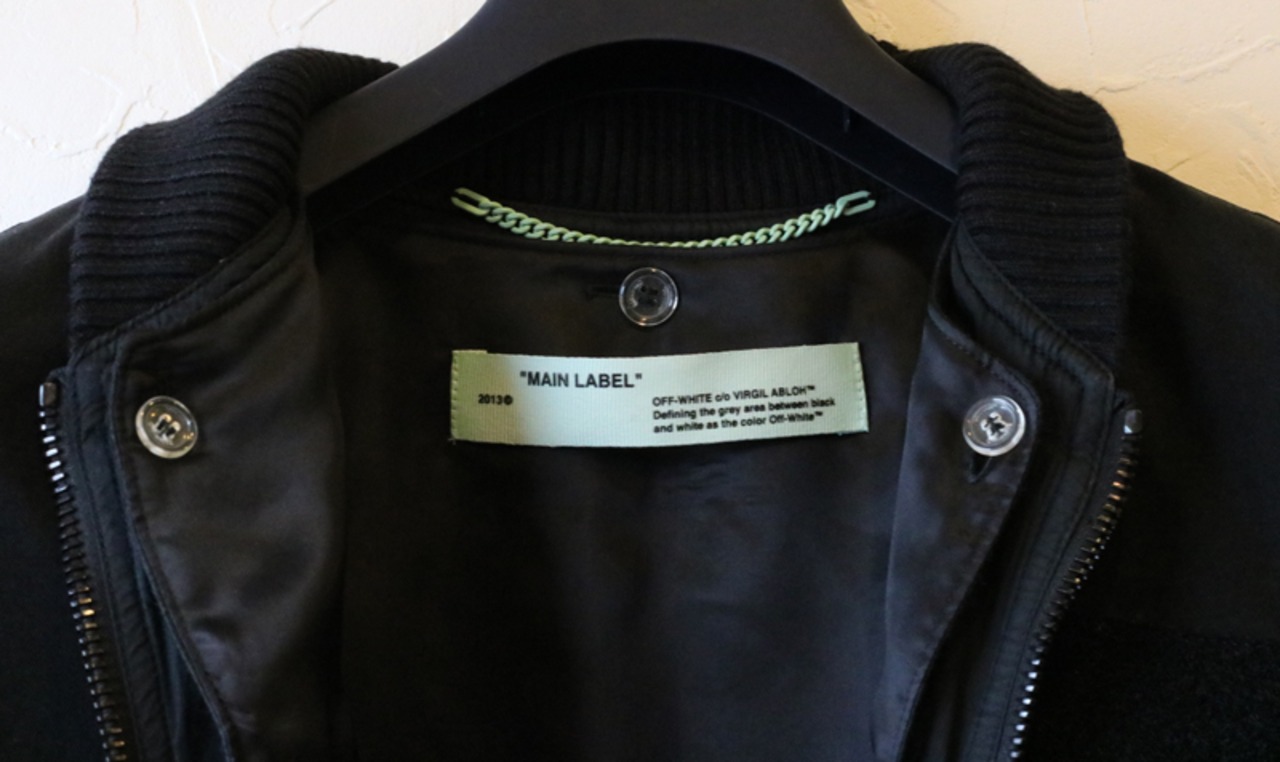 "MAIN LABEL"
2013©
OFF-WHITE c/o VIRGIL ABLOH™
Defining the grey area between black
and white as the color Off-White™